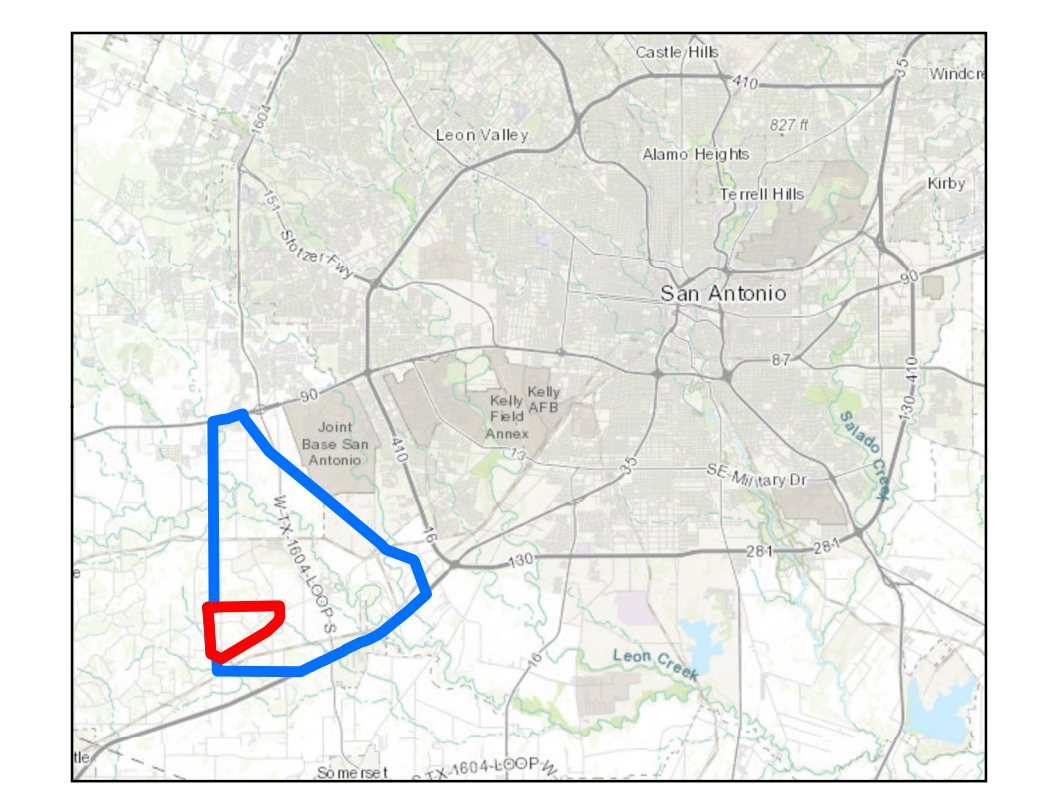 Castle Hills
35
410
Windcre
1604
827 ft
Leon Valley
Alamo Heights
Kirby
151
Terrell Hills
Stotzer Fwy
90
San Antonio
87
410
90
Kelly
AFB
Kelly
Field
Annex
130
Joint
Base San
Antonio
410
13
Salado Creek
35
SE-Military Dr
W-TX-1604-LOOP-S
16
130
281
281
e
16
Leon Creek
tle
Somerset
S-TX-1604-LOOP-W